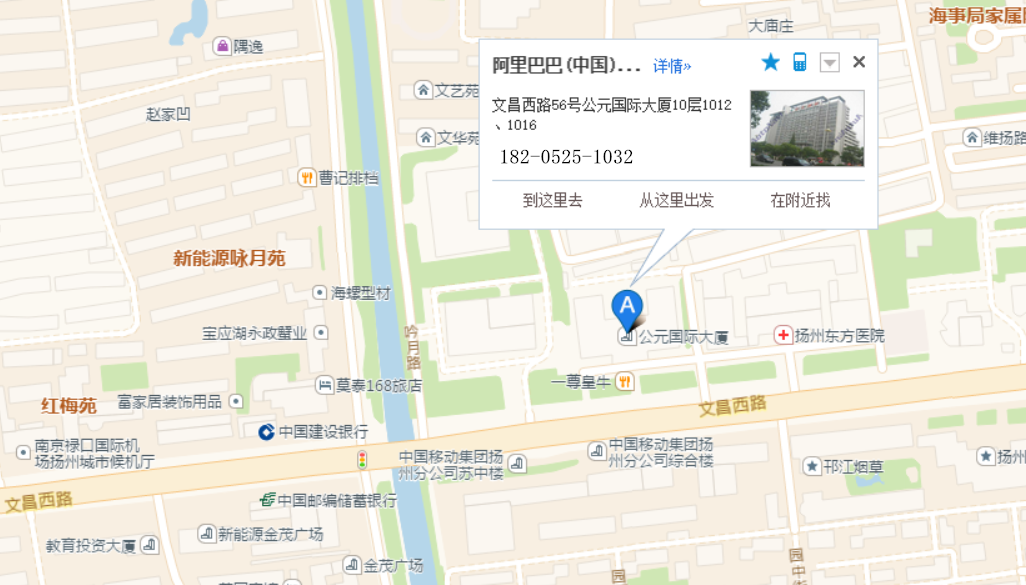 大庙庄
海事局家属
隅逸
阿里巴巴(中国)... 详情»
文昌西路56号公元国际大厦10层1012
、1016
182-0525-1032
到这里去 从这里出发 在附近找
文艺苑
赵家凹
文华苑
维扬路
曹记排档
新能源咏月苑
海螺型材
A
宝应湖永政蟹业
吟月路
公元国际大厦
扬州东方医院
莫泰168旅店
一尊皇牛
红梅苑
富家居装饰用品
文昌西路
中国建设银行
南京禄口国际机
场扬州城市候机厅
中国移动集团扬
州分公司苏中楼
中国移动集团扬
州分公司综合楼
邗江烟草
扬州
文昌西路
中国邮编储蓄银行
新能源金茂广场
教育投资大厦
金茂广场